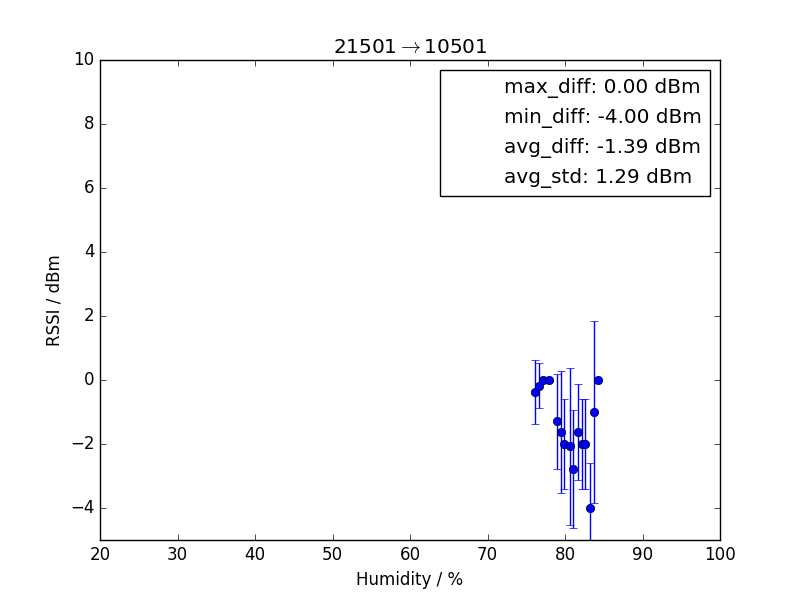 21501→10501
max_diff: 0.00 dBm
min_diff: -4.00 dBm
avg_diff: -1.39 dBm
avg_std: 1.29 dBm
RSSI / dBm
10
8
6
4
2
0
−2
−4
20 30 40 50 60 70 80 90 100
Humidity / %